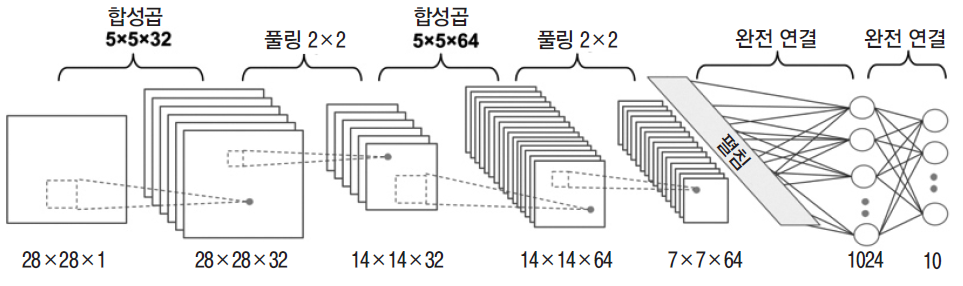 합성곱
5×5×32
풀링 2×2
합성곱
5×5×64
풀링 2×2
완전 연결
완전 연결
펼침
28×28×1
28×28×32
14×14×32
14×14×64
7×7×64
1024
10